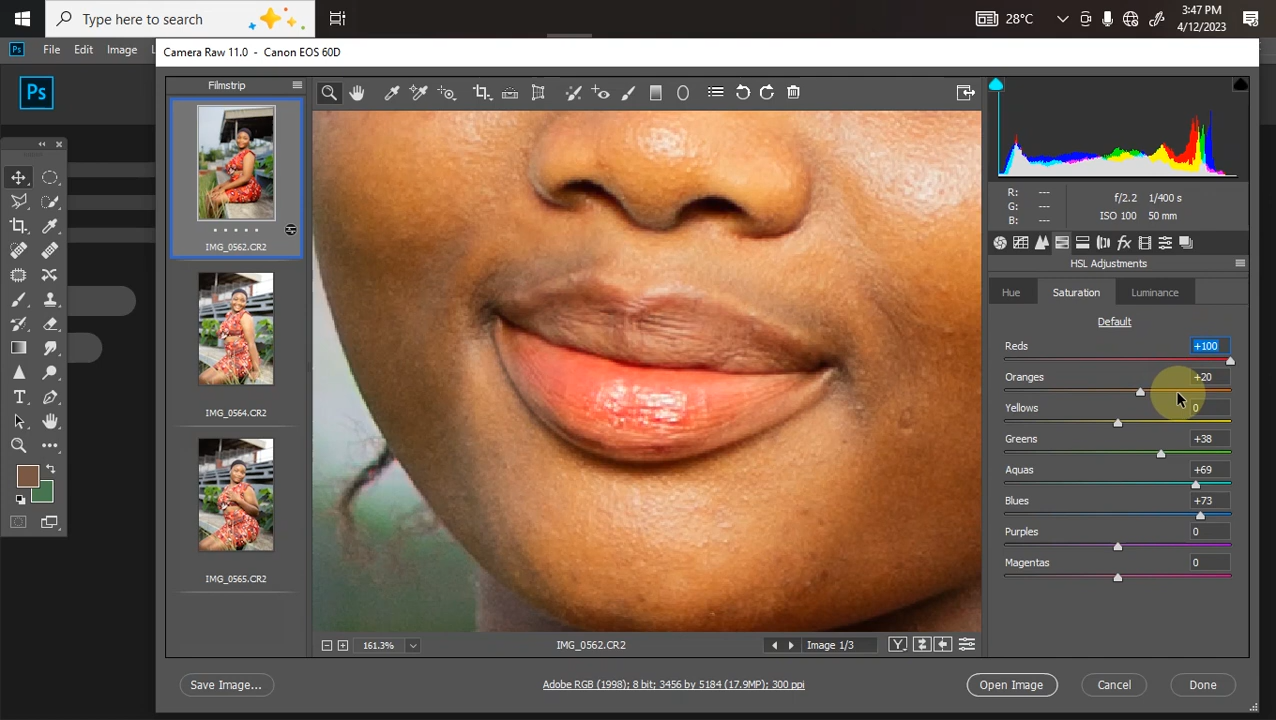 Type here to search
28°C
3:47 PM
4/12/2023
Ps File Edit Image
Camera Raw 11.0 - Canon EOS 60D
Ps
Filmstrip
IMG_0562.CR2
IMG_0564.CR2
IMG_0565.CR2
R: ---
G: ---
B: ---
f/2.2 1/400 s
ISO 100 50 mm
HSL Adjustments
Hue Saturation Luminance
Default
Reds +100
Oranges +20
Yellows 0
Greens +38
Aquas +69
Blues +73
Purples 0
Magentas 0
161.3% IMG_0562.CR2 Image 1/3
Save Image... Adobe RGB (1998); 8 bit; 3456 by 5184 (17.9MP); 300 ppi Open Image Cancel Done